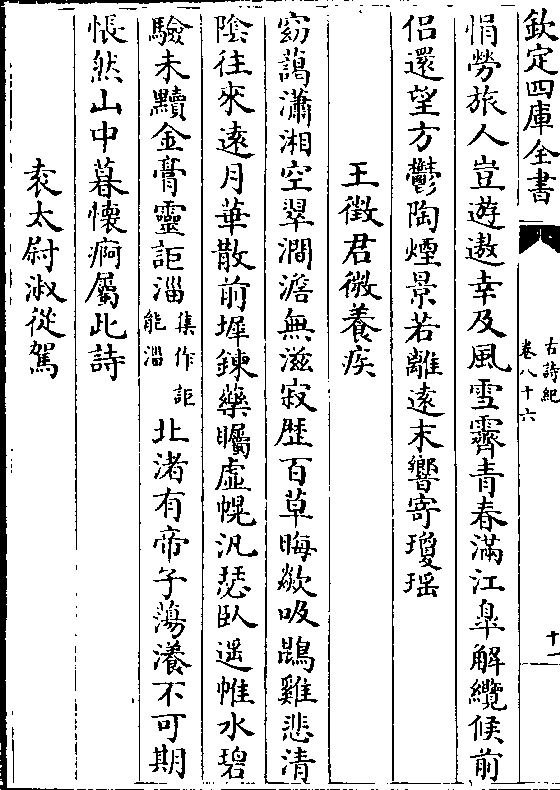 欽定四庫全書
古詩紀
卷八十六
十一
悁勞旅人豈遊遨幸及風雪霽青春滿江臯解纜候前
侶還望方鬱陶煙景若離遠末響寄瓊瑶
王徵君微養疾
窈藹瀟湘空翠澗澹無滋寂歴百草晦欻吸鵾雞悲清
陰往來遠月華散前墀鍊藥矚虚幌汎瑟臥遥帷水碧
驗未黷金膏靈詎淄集作詎能淄北渚有帝子蕩瀁不可期
悵然山中暮懷痾屬此詩
袁太尉淑從駕